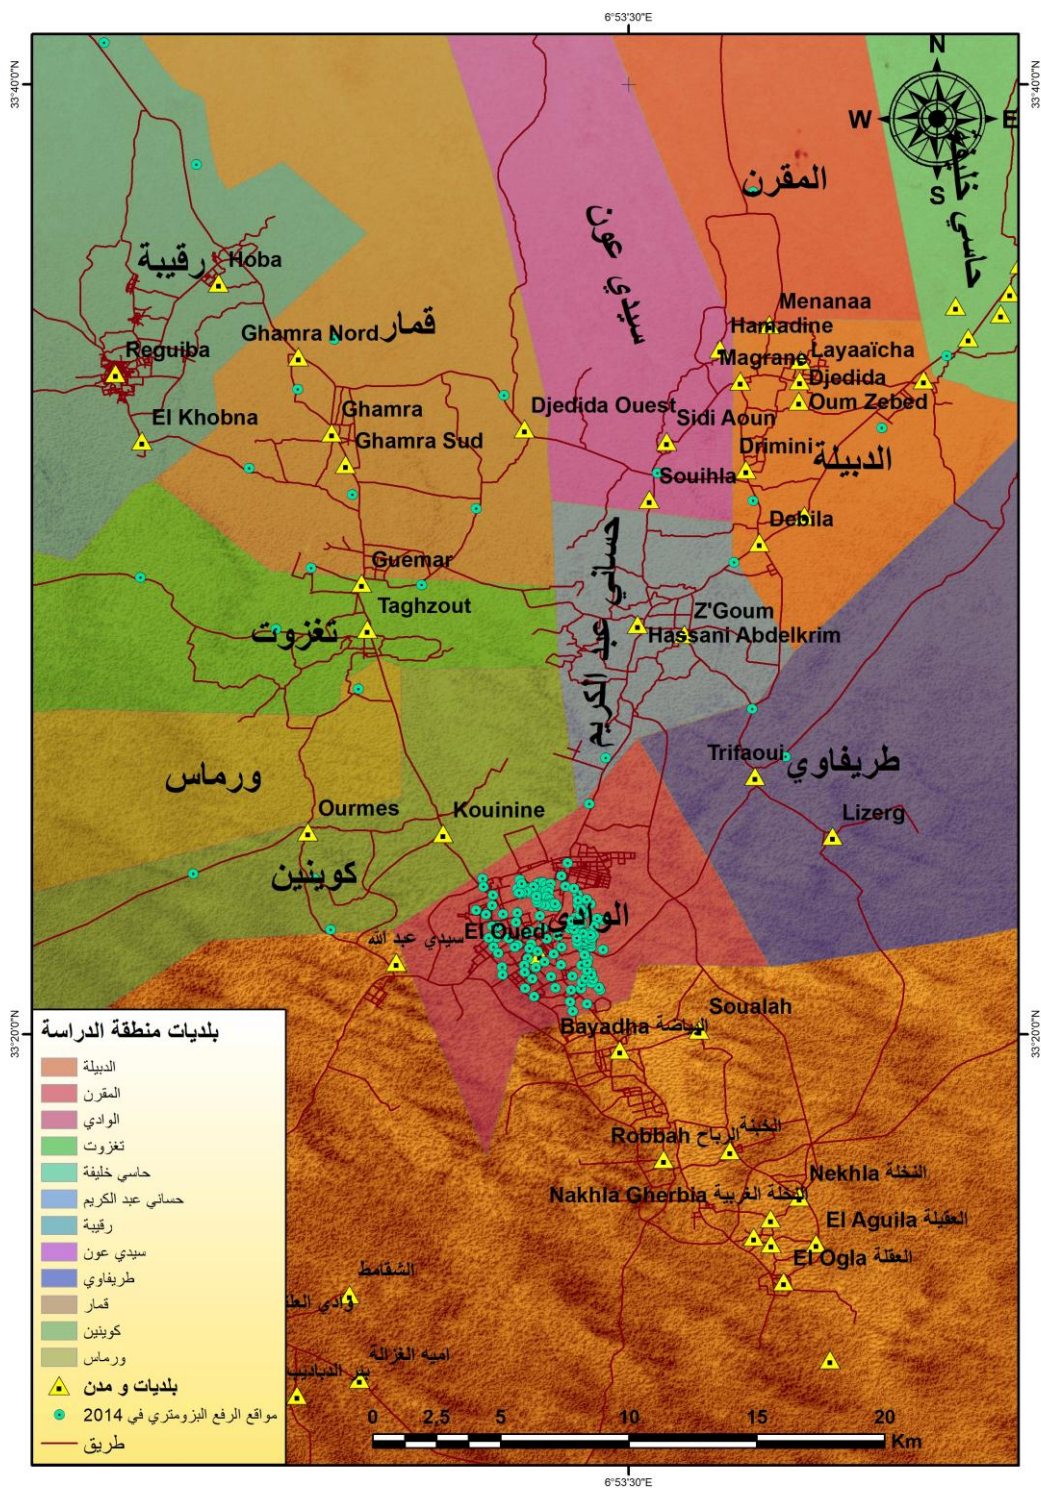 6°53'30"E
33°40'0"N
33°40'0"N
N
W
E
S
حاسي خليفة
المقرن
سيدي عون
رقيبة
Hoba
قمار
Ghamra Nord
Menanaa
Hamadine
Reguiba
Magrane
Layaaïcha
Djedida
Oum Zebed
El Khobna
Ghamra
Djedida Ouest
Sidi Aoun
Ghamra Sud
Drimini
الدبيلة
Souihla
Debila
حساني عبد الكريم
Guemar
Taghzout
تغزوت
Z'Goum
Hassani Abdelkrim
ورماس
Trifaoui
طريفاوي
Ourmes
Kouinine
Lizerg
كوينين
الوادي
El Oued
سيدي عبد الله
Soualah
Bayadha البياضة
33°20'0"N
33°20'0"N
Robbah الرباح
الخبنة
Nekhla النخلة
Nakhla Gherbia النخلة الغربية
El Aguila العقيلة
El Ogla العقلة
الشقامط
اميه الغزالة
بلديات منطقة الدراسة
الدبيلة
المقرن
الوادي
تغزوت
حاسي خليفة
حساني عبد الكريم
رقيبة
سيدي عون
طريفاوي
قمار
كوينين
ورماس
بلديات و مدن
مواقع الرفع البزومتري في 2014
طريق
0 2,5 5 10 15 20
Km
6°53'30"E